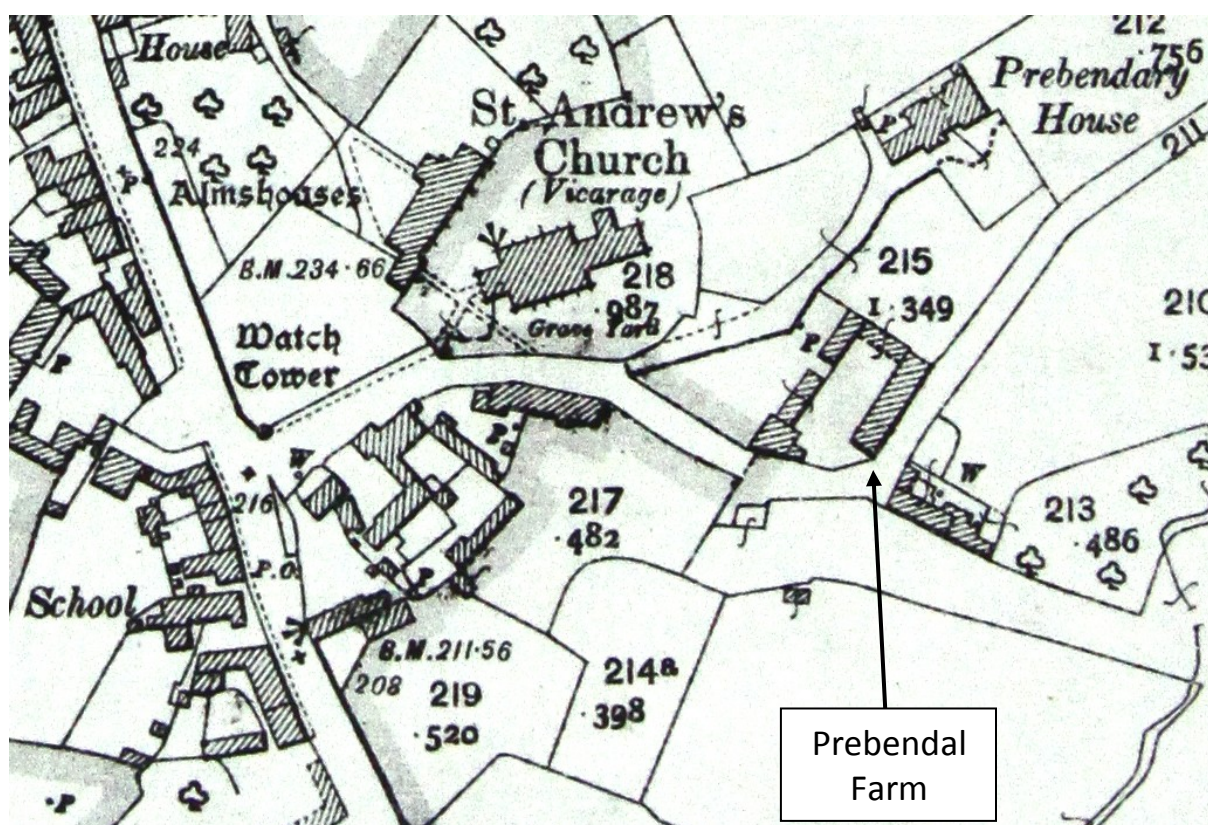 House
212
.756
Prebendary
House
St. Andrew's
Church
(Vicarage)
P
211
224
P
Almshouses
B.M.234.66
218
.987
Grave Yard
215
1.349
210
1.53
Watch
Tower
P
P
P
W
W
216
217
.482
213
.486
P.O.
P
School
B.M.211.56
208
219
.520
214a
.398
P
Prebendal
Farm